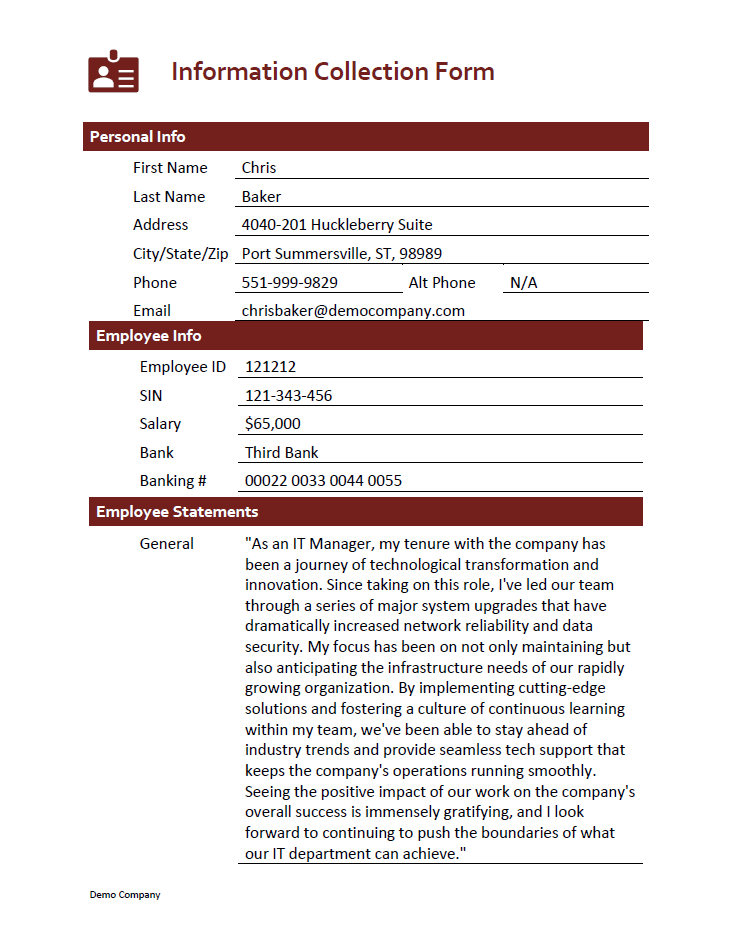 Information Collection Form
Personal Info
First Name Chris
Last Name Baker
Address 4040-201 Huckleberry Suite
City/State/Zip Port Summersville, ST, 98989
Phone 551-999-9829 Alt Phone N/A
Email chrisbaker@democompany.com
Employee Info
Employee ID 121212
SIN 121-343-456
Salary $65,000
Bank Third Bank
Banking # 00022 0033 0044 0055
Employee Statements
General "As an IT Manager, my tenure with the company has
been a journey of technological transformation and
innovation. Since taking on this role, I've led our team
through a series of major system upgrades that have
dramatically increased network reliability and data
security. My focus has been on not only maintaining but
also anticipating the infrastructure needs of our rapidly
growing organization. By implementing cutting-edge
solutions and fostering a culture of continuous learning
within my team, we've been able to stay ahead of
industry trends and provide seamless tech support that
keeps the company's operations running smoothly.
Seeing the positive impact of our work on the company's
overall success is immensely gratifying, and I look
forward to continuing to push the boundaries of what
our IT department can achieve."
Demo Company